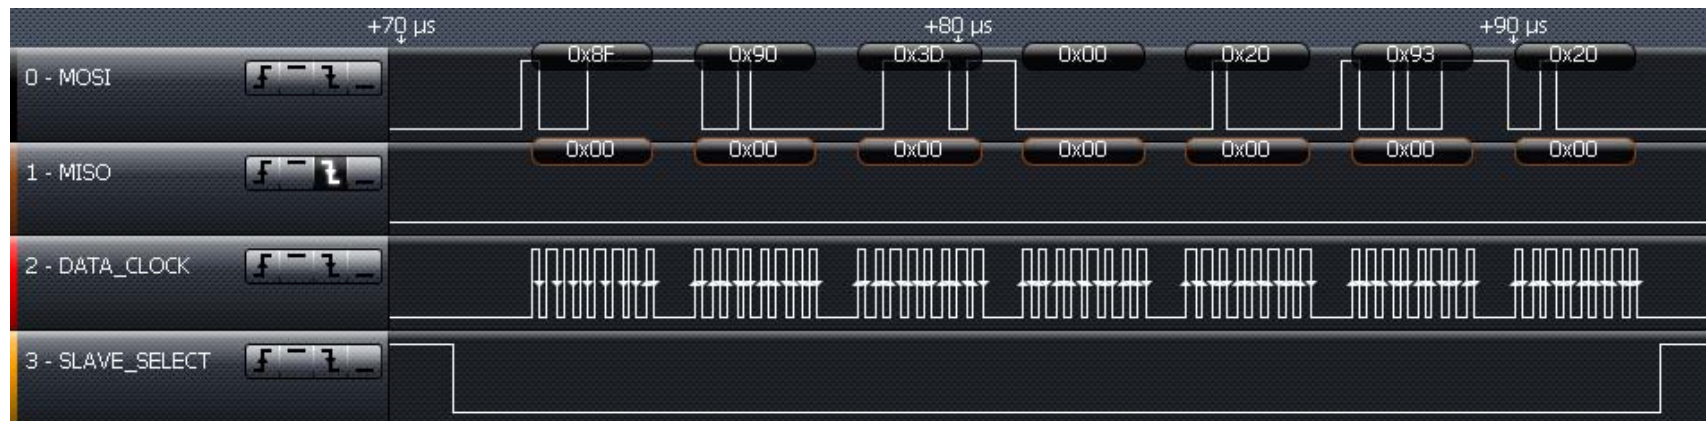 +70 µs +80 µs +90 µs
0 - MOSI 0x8F 0x90 0x3D 0x00 0x20 0x93 0x20
1 - MISO 0x00 0x00 0x00 0x00 0x00 0x00 0x00
2 - DATA_CLOCK
3 - SLAVE_SELECT